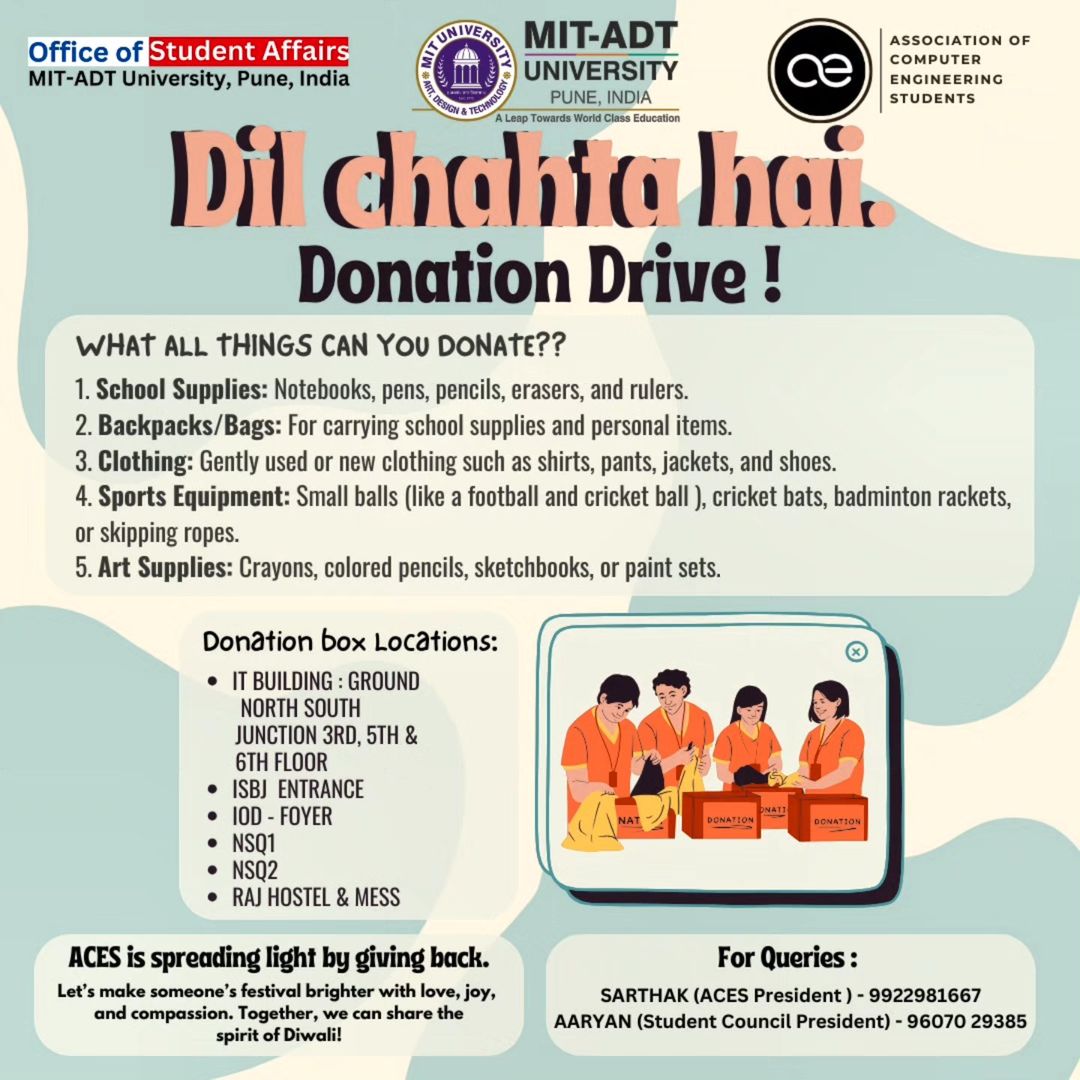 Office of Student Affairs
MIT-ADT University, Pune, India
MIT UNIVERSITY
ART, DESIGN & TECHNOLOGY
MIT-ADT
UNIVERSITY
PUNE, INDIA
A Leap Towards World Class Education
ae
ASSOCIATION OF
COMPUTER
ENGINEERING
STUDENTS
Dil chahta hai.
Donation Drive !
WHAT ALL THINGS CAN YOU DONATE??
1. School Supplies: Notebooks, pens, pencils, erasers, and rulers.
2. Backpacks/Bags: For carrying school supplies and personal items.
3. Clothing: Gently used or new clothing such as shirts, pants, jackets, and shoes.
4. Sports Equipment: Small balls (like a football and cricket ball ), cricket bats, badminton rackets,
or skipping ropes.
5. Art Supplies: Crayons, colored pencils, sketchbooks, or paint sets.
Donation box Locations:
• IT BUILDING : GROUND
NORTH SOUTH
JUNCTION 3RD, 5TH &
6TH FLOOR
• ISBJ ENTRANCE
• IOD - FOYER
• NSQ1
• NSQ2
• RAJ HOSTEL & MESS
NAT
DONATION
ONATI
DONATION
ACES is spreading light by giving back.
Let's make someone's festival brighter with love, joy,
and compassion. Together, we can share the
spirit of Diwali!
For Queries :
SARTHAK (ACES President ) - 9922981667
AARYAN (Student Council President) - 96070 29385